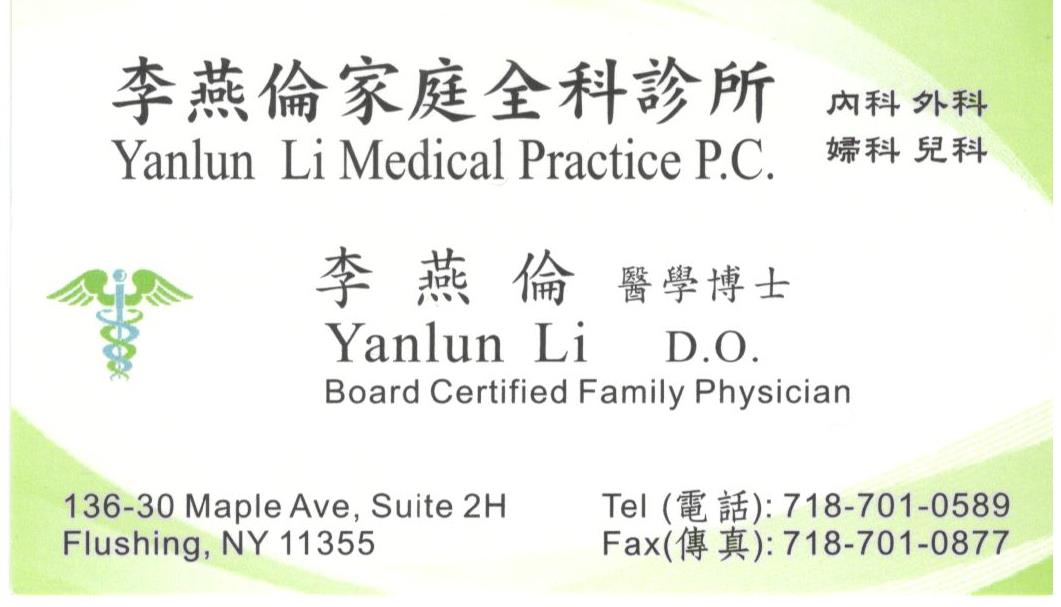 李燕倫家庭全科診所
Yanlun Li Medical Practice P.C.
內科 外科
婦科 兒科
李燕倫 醫學博士
Yanlun Li D.O.
Board Certified Family Physician
136-30 Maple Ave, Suite 2H
Flushing, NY 11355
Tel (電話): 718-701-0589
Fax(傳真): 718-701-0877